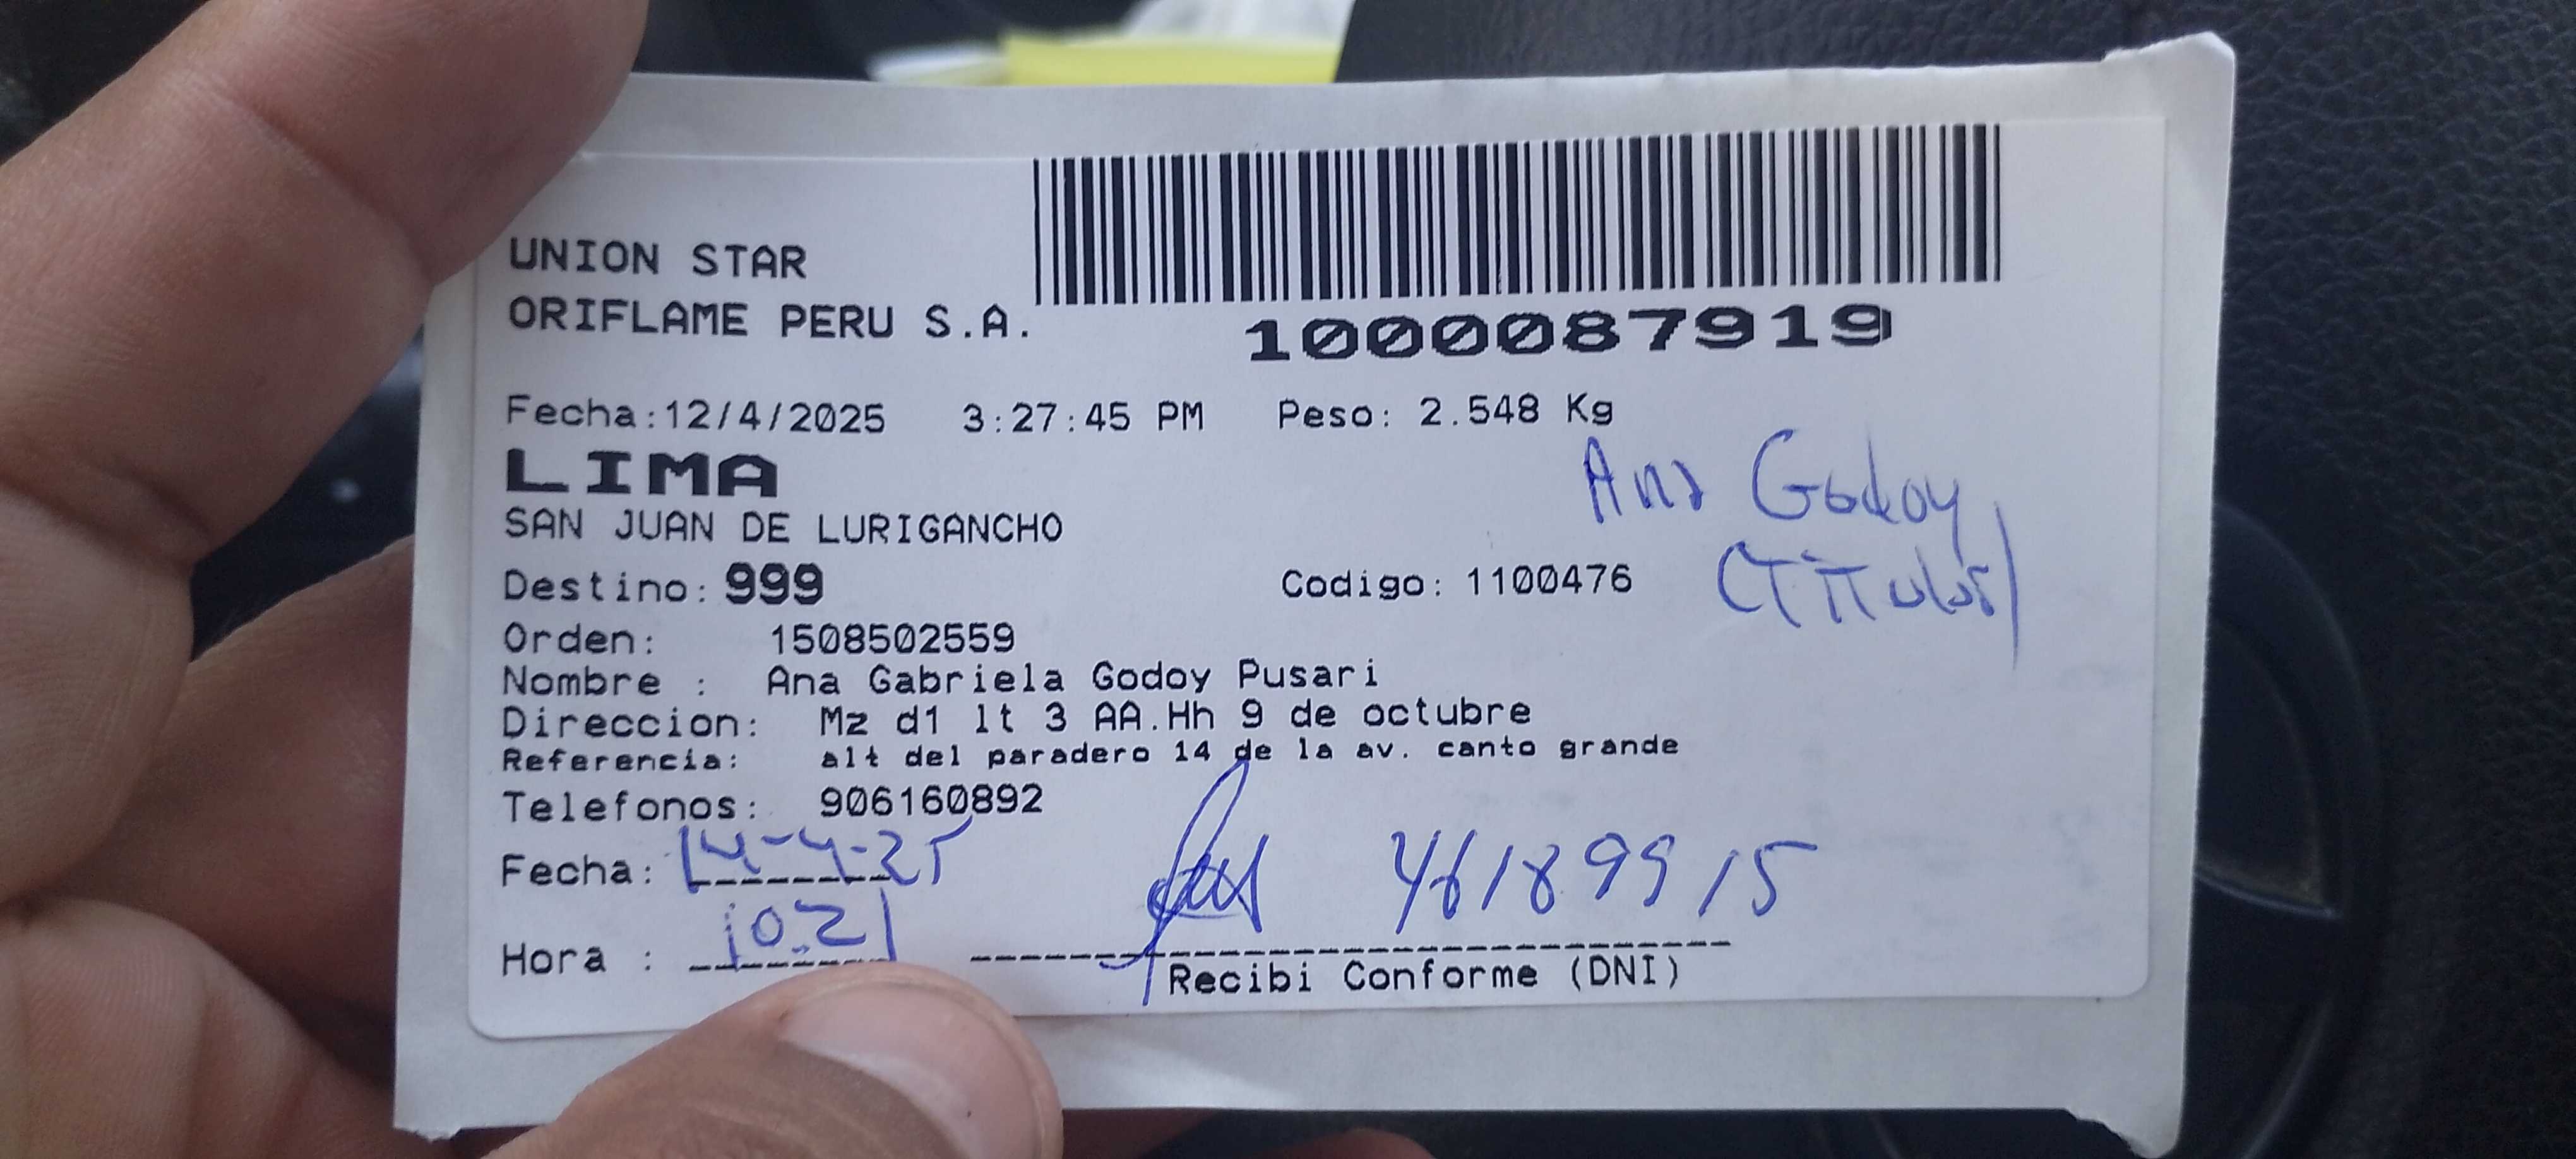 UNION STAR
ORIFLAME PERU S.A.
1000087919
Fecha:12/4/2025 3:27:45 PM Peso: 2.548 Kg
LIMA
SAN JUAN DE LURIGANCHO
Ana Godoy
(Titular)
Destino: 999 Codigo: 1100476
Orden: 1508502559
Nombre : Ana Gabriela Godoy Pusari
Direccion: Mz d1 lt 3 AA.Hh 9 de octubre
Referencia: alt del paradero 14 de la av. canto grande
Telefonos: 906160892
Fecha: 14-4-25
46189915
Hora : 10:21
Recibi Conforme (DNI)